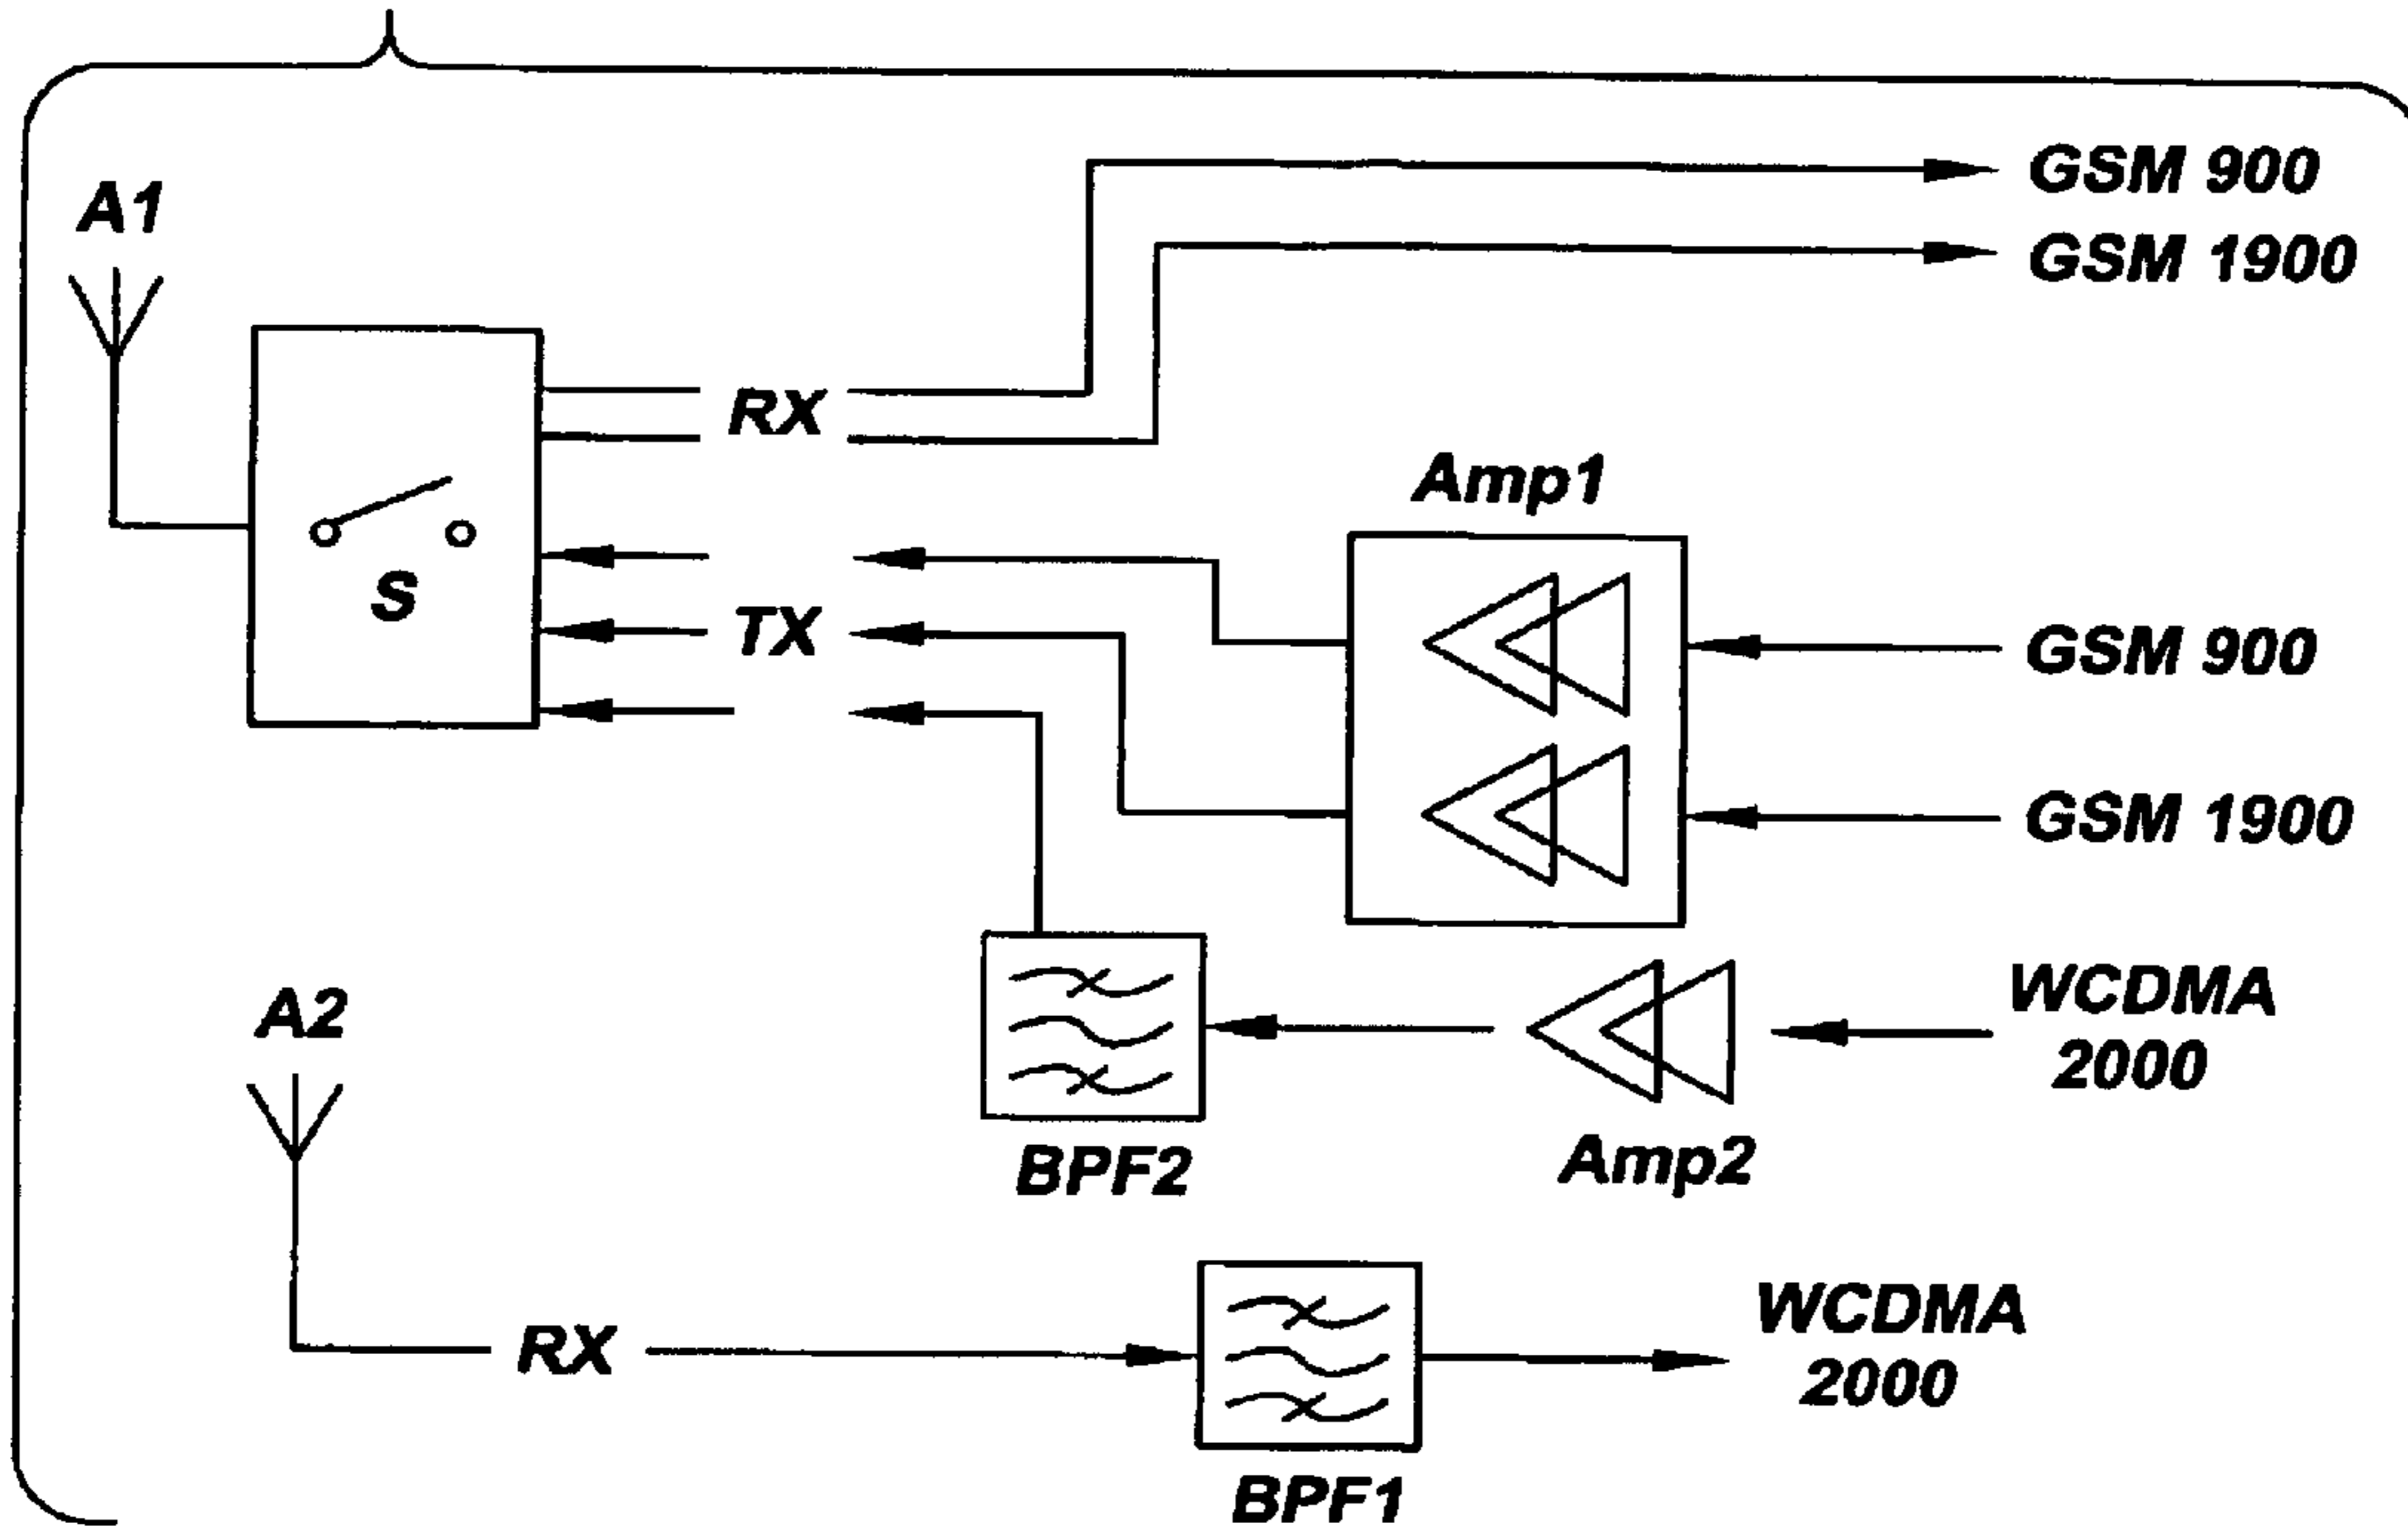 GSM 900
A1
GSM 1900
RX
Amp1
S
TX
GSM 900
GSM 1900
A2
WCDMA
2000
BPF2
Amp2
RX
WCDMA
2000
BPF1